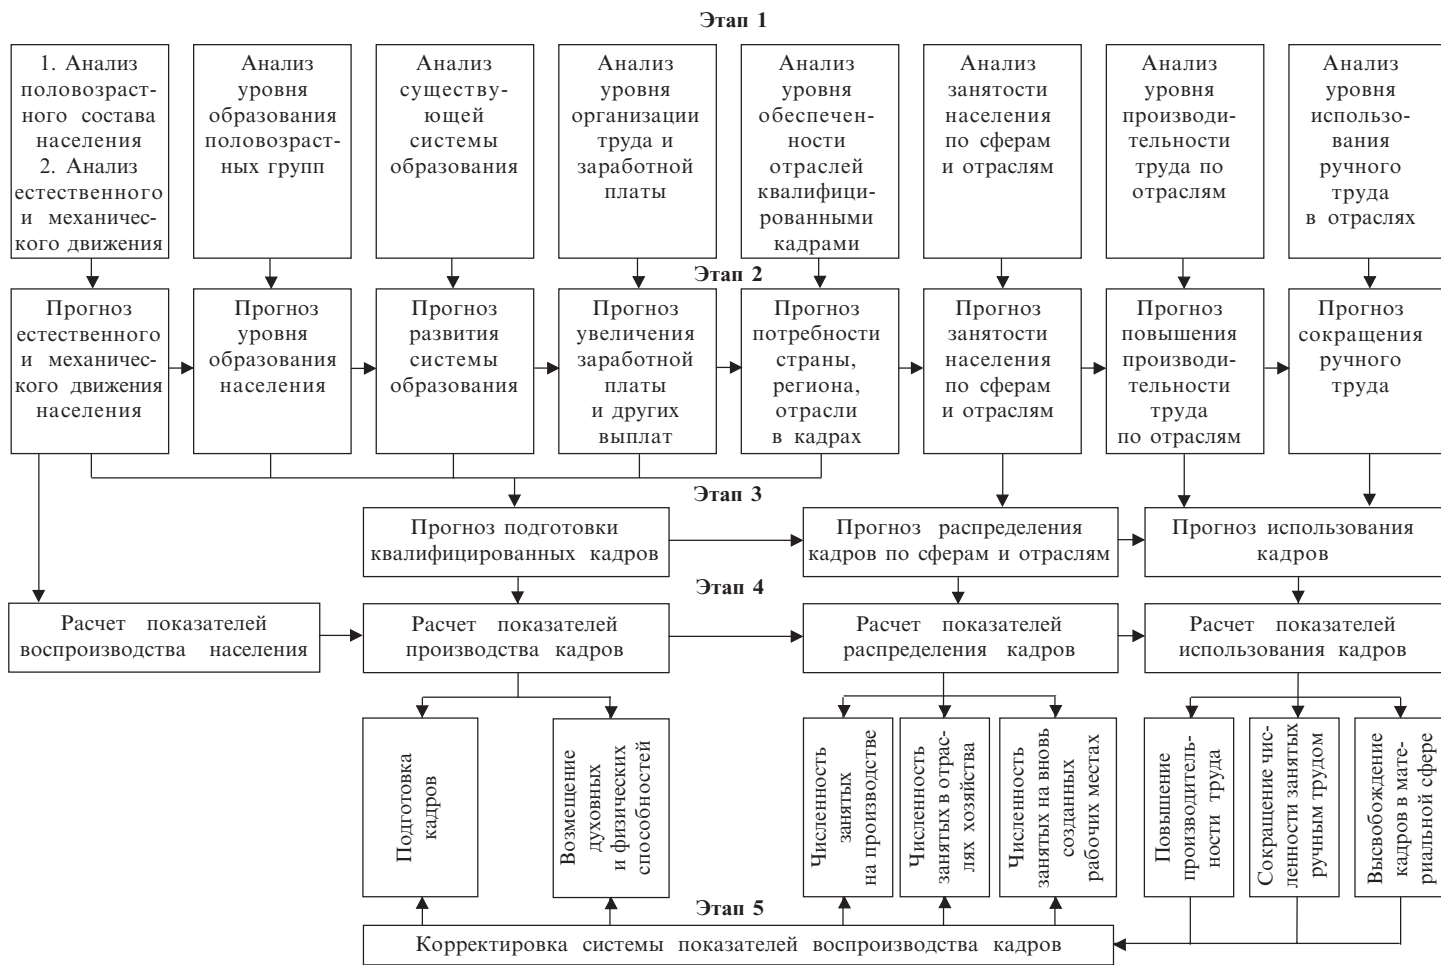 Этап 1
1. Анализ
половозраст-
ного состава
населения
2. Анализ
естественного
и механичес-
кого движения
Анализ
уровня
образования
половозраст-
ных групп
Анализ
существу-
ющей
системы
образования
Анализ
уровня
организации
труда и
заработной
платы
Анализ
уровня
обеспечен-
ности
отраслей
квалифици-
рованными
кадрами
Анализ
занятости
населения
по сферам
и отраслям
Анализ
уровня
производи-
тельности
труда по
отраслям
Анализ
уровня
использо-
вания
ручного
труда
в отраслях
Этап 2
Прогноз
естественного
и механичес-
кого движения
населения
Прогноз
уровня
образования
населения
Прогноз
развития
системы
образования
Прогноз
увеличения
заработной
платы
и других
выплат
Прогноз
потребности
страны,
региона,
отрасли
в кадрах
Прогноз
занятости
населения
по сферам
и отраслям
Прогноз
повышения
производи-
тельности
труда
по отраслям
Прогноз
сокращения
ручного
труда
Этап 3
Прогноз подготовки
квалифицированных кадров
Прогноз распределения
кадров по сферам и отраслям
Прогноз использования
кадров
Этап 4
Расчет показателей
воспроизводства населения
Расчет показателей
производства кадров
Расчет показателей
распределения кадров
Расчет показателей
использования кадров
Подготовка
кадров
Возмещение
духовных
и физических
способностей
Численность
занятых
на производстве
Численность
занятых в отрас-
лях хозяйства
Численность
занятых на вновь
созданных
рабочих местах
Повышение
производитель-
ности труда
Сокращение чис-
ленности занятых
ручным трудом
Высвобождение
кадров в мате-
риальной сфере
Этап 5
Корректировка системы показателей воспроизводства кадров